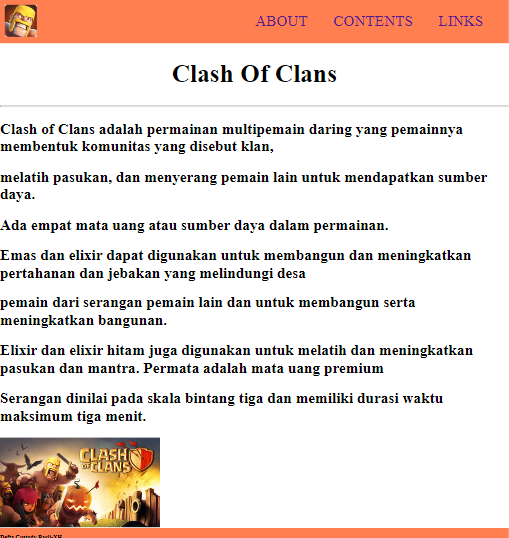 ABOUT CONTENTS LINKS
Clash Of Clans
Clash of Clans adalah permainan multipemain daring yang pemainnya
membentuk komunitas yang disebut klan,
melatih pasukan, dan menyerang pemain lain untuk mendapatkan sumber
daya.
Ada empat mata uang atau sumber daya dalam permainan.
Emas dan elixir dapat digunakan untuk membangun dan meningkatkan
pertahanan dan jebakan yang melindungi desa
pemain dari serangan pemain lain dan untuk membangun serta
meningkatkan bangunan.
Elixir dan elixir hitam juga digunakan untuk melatih dan meningkatkan
pasukan dan mantra. Permata adalah mata uang premium
Serangan dinilai pada skala bintang tiga dan memiliki durasi waktu
maksimum tiga menit.
CLASH
OF CLANS